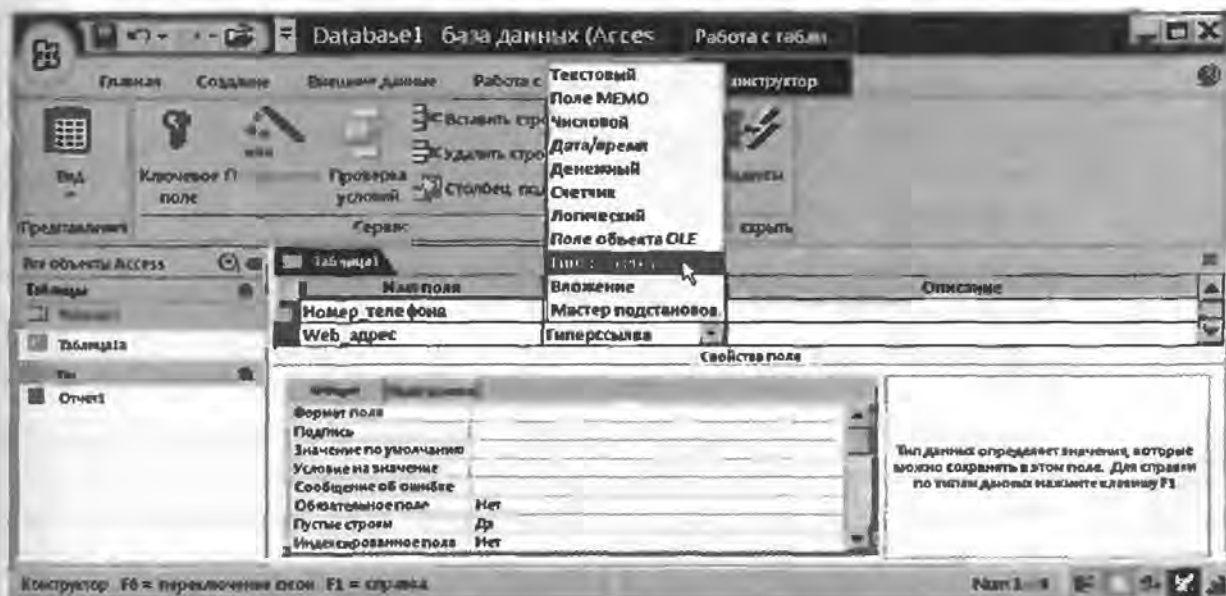 Database1 база данных (Acces
Работа с табли
Главная
Создание
Внешние данные
Работа с
конструктор
Вид
Ключевое П
поле
Проверка
условий
Вставить стро
Удалить стро
Столбец под
Представления
Сервис
скрыть
Текстовый
Поле МЕМО
Числовой
Дата/время
Денежный
Счетчик
Логический
Поле объекта OLE
Вложение
Мастер подстановок
Все объекты Access
Таблицы
Таблица1а
Отчет1
Таблица1
Имя поля
Описание
Номер_телефона
Web_адрес
Гиперссылка
Свойства поля
Формат поля
Подпись
Значение по умолчанию
Условие на значение
Сообщение об ошибке
Обязательное поле Нет
Пустые строки Да
Индексированное поле Нет
Тип данных определяет значения, которые
можно сохранять в этом поле. Для справки
по типам данных нажмите клавишу F1
Конструктор F6 = переключение окон F1 = справка